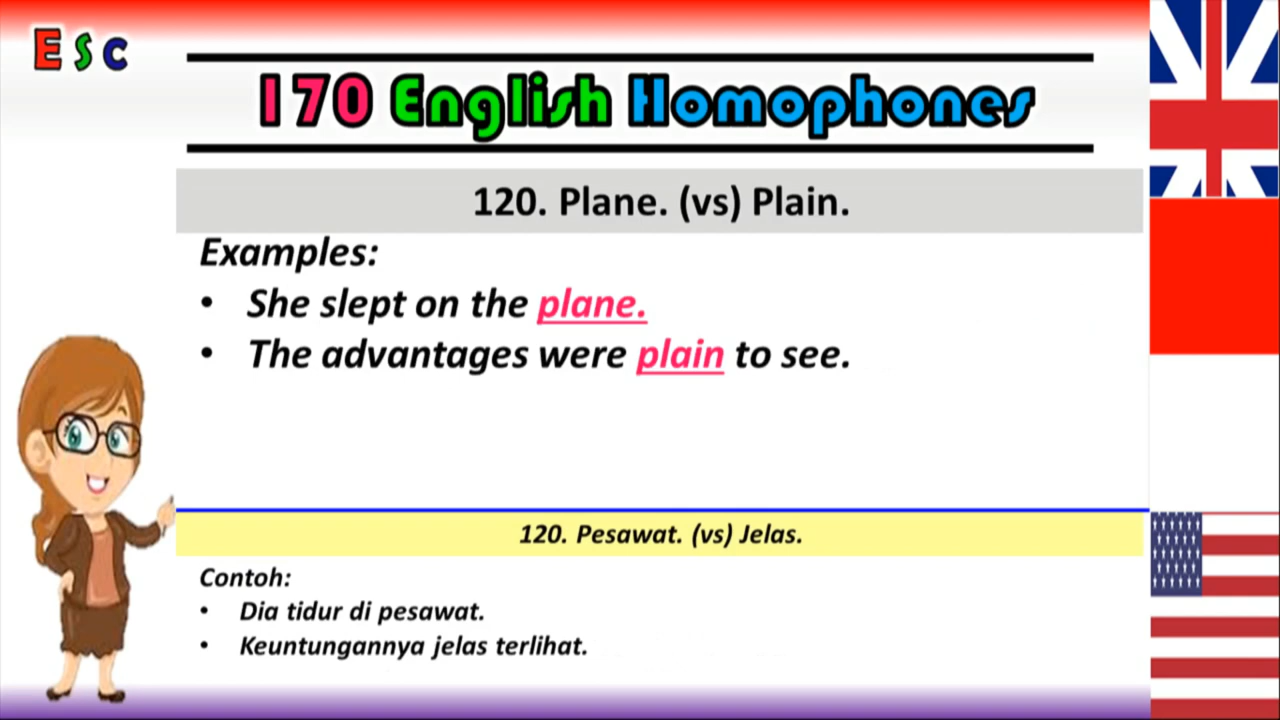 ESC
170 English Homophones
120. Plane. (vs) Plain.
Examples:
• She slept on the plane.
• The advantages were plain to see.
120. Pesawat. (vs) Jelas.
Contoh:
• Dia tidur di pesawat.
• Keuntungannya jelas terlihat.